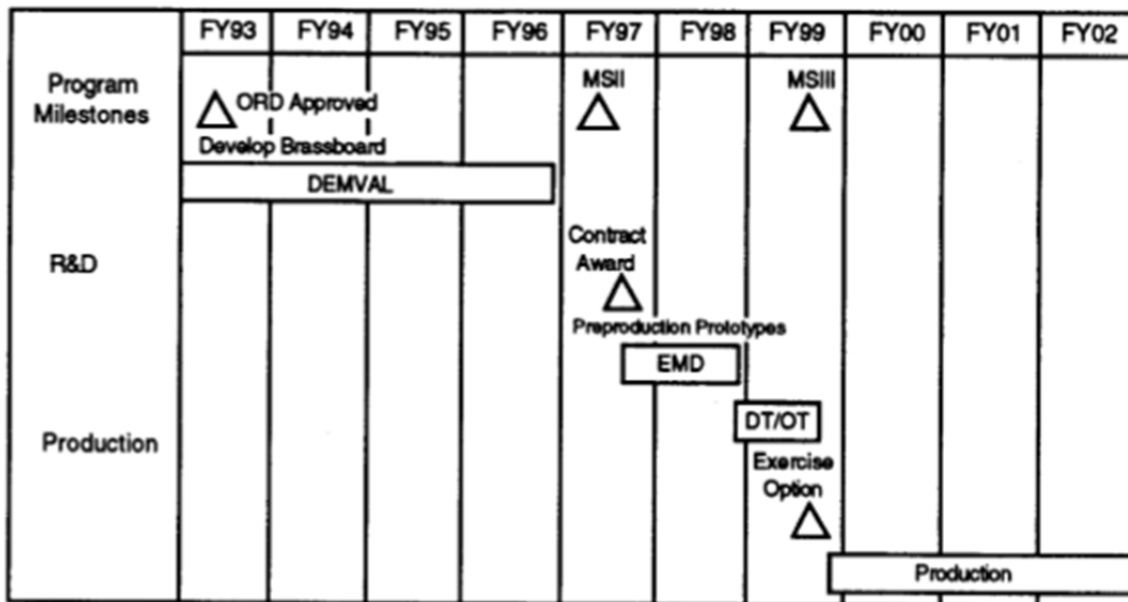 FY93 FY94 FY95 FY96 FY97 FY98 FY99 FY00 FY01 FY02
Program
Milestones
MSII
MSIII
ORD Approved
Develop Brassboard
DEMVAL
R&D
Contract
Award
Preproduction Prototypes
EMD
DT/OT
Production
Exercise
Option
Production